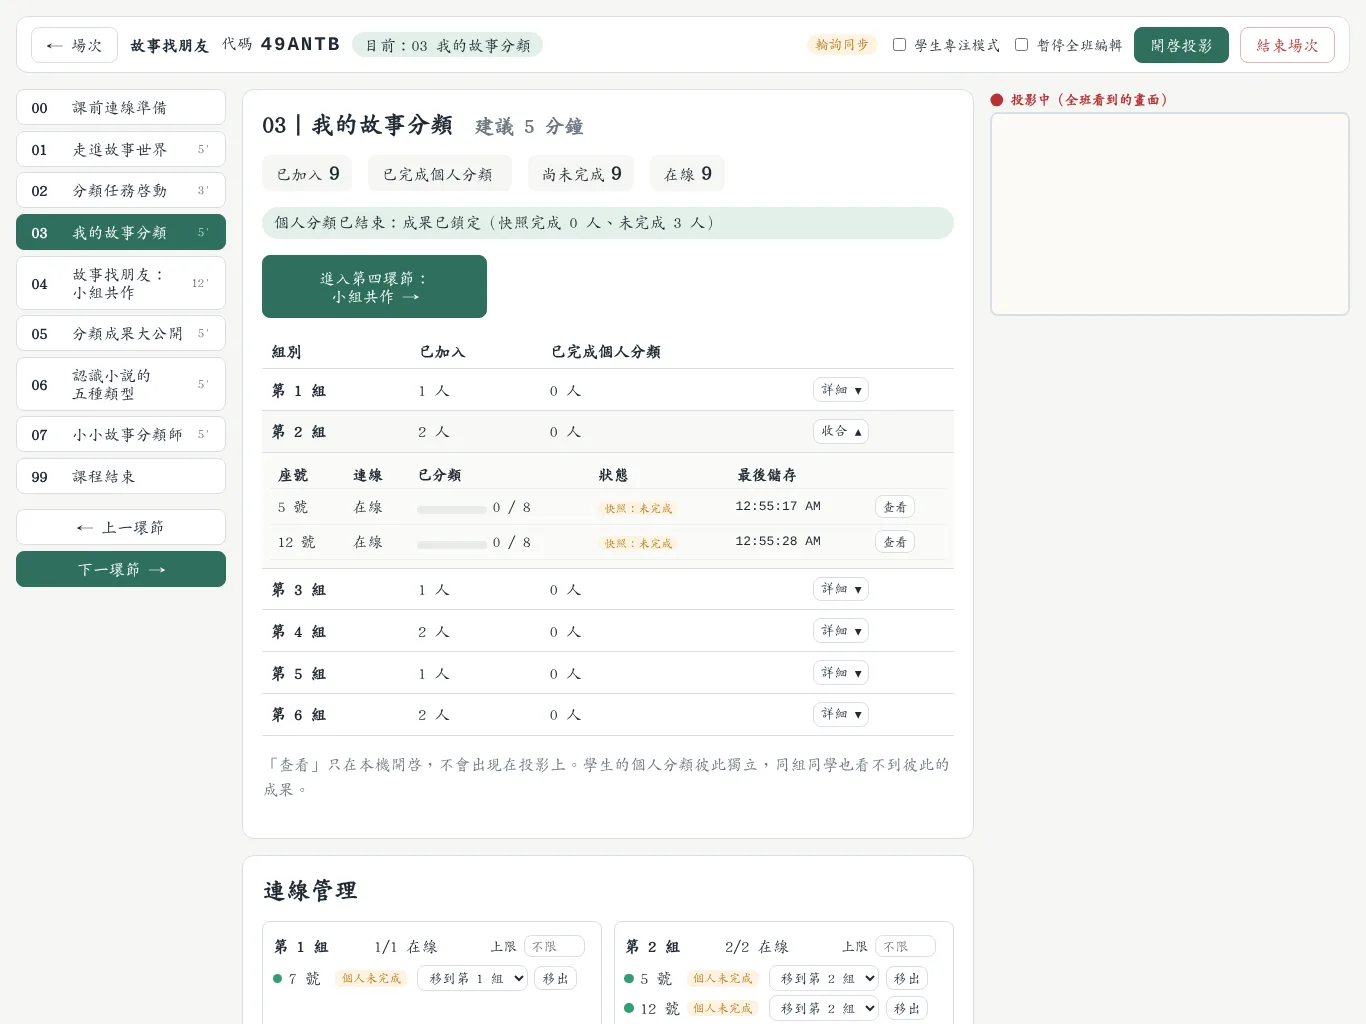 ← 場次
故事找朋友 代碼 49ANTB 目前：03 我的故事分類
輪詢同步 學生專注模式 暫停全班編輯 開啓投影 結束場次
00 課前連線準備
01 走進故事世界 5'
02 分類任務啓動 3'
03 我的故事分類 5'
04 故事找朋友：
小組共作 12'
05 分類成果大公開 5'
06 認識小說的
五種類型 5'
07 小小故事分類師 5'
99 課程結束
← 上一環節
下一環節 →
03｜我的故事分類 建議 5 分鐘
已加入 9 已完成個人分類 尚未完成 9 在線 9
個人分類已結束：成果已鎖定（快照完成 0 人、未完成 3 人）
進入第四環節：
小組共作 →
組別 已加入 已完成個人分類
第 1 組 1 人 0 人 詳細 ▼
第 2 組 2 人 0 人 收合 ▲
座號 連線 已分類 狀態 最後儲存
5 號 在線 0 / 8 快照：未完成 12:55:17 AM 查看
12 號 在線 0 / 8 快照：未完成 12:55:28 AM 查看
第 3 組 1 人 0 人 詳細 ▼
第 4 組 2 人 0 人 詳細 ▼
第 5 組 1 人 0 人 詳細 ▼
第 6 組 2 人 0 人 詳細 ▼
「查看」只在本機開啓，不會出現在投影上。學生的個人分類彼此獨立，同組同學也看不到彼此的
成果。
連線管理
第 1 組 1/1 在線 上限 不限
7 號 個人未完成 移到第 1 組 移出
第 2 組 2/2 在線 上限 不限
5 號 個人未完成 移到第 2 組 移出
12 號 個人未完成 移到第 2 組 移出
投影中（全班看到的畫面）